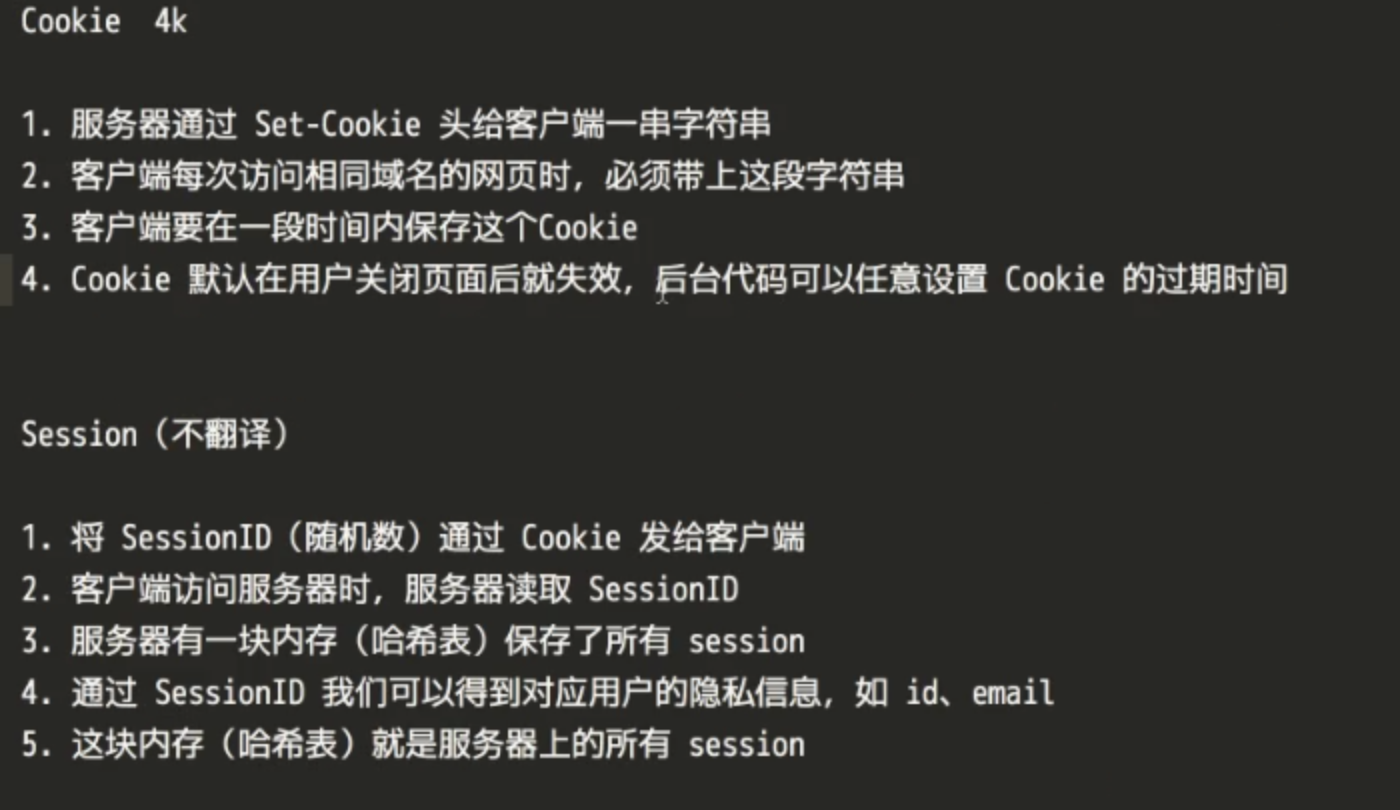 Cookie 4k
1. 服务器通过 Set-Cookie 头给客户端一串字符串
2. 客户端每次访问相同域名的网页时，必须带上这段字符串
3. 客户端要在一段时间内保存这个Cookie
4. Cookie 默认在用户关闭页面后就失效，后台代码可以任意设置 Cookie 的过期时间
Session（不翻译）
1. 将 SessionID（随机数）通过 Cookie 发给客户端
2. 客户端访问服务器时，服务器读取 SessionID
3. 服务器有一块内存（哈希表）保存了所有 session
4. 通过 SessionID 我们可以得到对应用户的隐私信息，如 id、email
5. 这块内存（哈希表）就是服务器上的所有 session